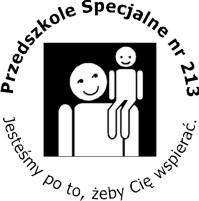 Przedszkole Specjalne nr 213
Jesteśmy po to, żeby Cię wspierać.